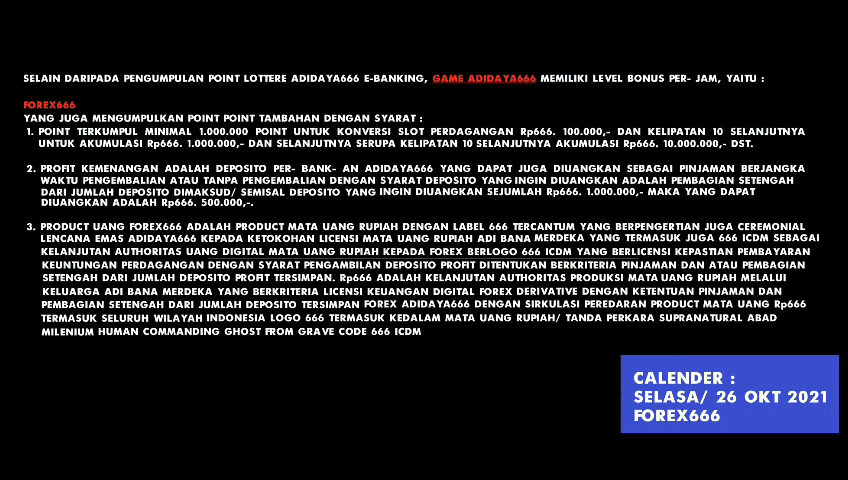 SELAIN DARIPADA PENGUMPULAN POINT LOTTERE ADIDAYA666 E-BANKING, GAME ADIDAYA666 MEMILIKI LEVEL BONUS PER- JAM, YAITU :
FOREX666
YANG JUGA MENGUMPULKAN POINT POINT TAMBAHAN DENGAN SYARAT :
1. POINT TERKUMPUL MINIMAL 1.000.000 POINT UNTUK KONVERSI SLOT PERDAGANGAN Rp666. 100.000,- DAN KELIPATAN 10 SELANJUTNYA
UNTUK AKUMULASI Rp666. 1.000.000,- DAN SELANJUTNYA SERUPA KELIPATAN 10 SELANJUTNYA AKUMULASI Rp666. 10.000.000,- DST.
2. PROFIT KEMENANGAN ADALAH DEPOSITO PER- BANK- AN ADIDAYA666 YANG DAPAT JUGA DIUANGKAN SEBAGAI PINJAMAN BERJANGKA
WAKTU PENGEMBALIAN ATAU TANPA PENGEMBALIAN DENGAN SYARAT DEPOSITO YANG INGIN DIUANGKAN ADALAH PEMBAGIAN SETENGAH
DARI JUMLAH DEPOSITO DIMAKSUD/ SEMISAL DEPOSITO YANG INGIN DIUANGKAN SEJUMLAH Rp666. 1.000.000,- MAKA YANG DAPAT
DIUANGKAN ADALAH Rp666. 500.000,-.
3. PRODUCT UANG FOREX666 ADALAH PRODUCT MATA UANG RUPIAH DENGAN LABEL 666 TERCANTUM YANG BERPENGERTIAN JUGA CEREMONIAL
LENCANA EMAS ADIDAYA666 KEPADA KETOKOHAN LICENSI MATA UANG RUPIAH ADI BANA MERDEKA YANG TERMASUK JUGA 666 ICDM SEBAGAI
KELANJUTAN AUTHORITAS UANG DIGITAL MATA UANG RUPIAH KEPADA FOREX BERLOGO 666 ICDM YANG BERLICENSI KEPASTIAN PEMBAYARAN
KEUNTUNGAN PERDAGANGAN DENGAN SYARAT PENGAMBILAN DEPOSITO PROFIT DITENTUKAN BERKRITERIA PINJAMAN DAN ATAU PEMBAGIAN
SETENGAH DARI JUMLAH DEPOSITO PROFIT TERSIMPAN. Rp666 ADALAH KELANJUTAN AUTHORITAS PRODUKSI MATA UANG RUPIAH MELALUI
KELUARGA ADI BANA MERDEKA YANG BERKRITERIA LICENSI KEUANGAN DIGITAL FOREX DERIVATIVE DENGAN KETENTUAN PINJAMAN DAN
PEMBAGIAN SETENGAH DARI JUMLAH DEPOSITO TERSIMPAN FOREX ADIDAYA666 DENGAN SIRKULASI PEREDARAN PRODUCT MATA UANG Rp666
TERMASUK SELURUH WILAYAH INDONESIA LOGO 666 TERMASUK KEDALAM MATA UANG RUPIAH/ TANDA PERKARA SUPRANATURAL ABAD
MILENIUM HUMAN COMMANDING GHOST FROM GRAVE CODE 666 ICDM
CALENDER :
SELASA/ 26 OKT 2021
FOREX666